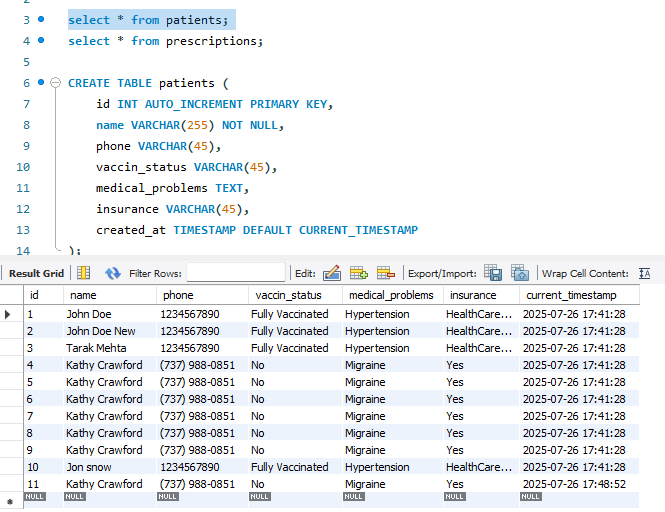 2
3 select * from patients;
4 select * from prescriptions;
5
6 CREATE TABLE patients (
7 id INT AUTO_INCREMENT PRIMARY KEY,
8 name VARCHAR(255) NOT NULL,
9 phone VARCHAR(45),
10 vaccin_status VARCHAR(45),
11 medical_problems TEXT,
12 insurance VARCHAR(45),
13 created_at TIMESTAMP DEFAULT CURRENT_TIMESTAMP
14 );
Result Grid Filter Rows: Edit: Export/Import: Wrap Cell Content: IA
id name phone vaccin_status medical_problems insurance current_timestamp
1 John Doe 1234567890 Fully Vaccinated Hypertension HealthCare... 2025-07-26 17:41:28
2 John Doe New 1234567890 Fully Vaccinated Hypertension HealthCare... 2025-07-26 17:41:28
3 Tarak Mehta 1234567890 Fully Vaccinated Hypertension HealthCare... 2025-07-26 17:41:28
4 Kathy Crawford (737) 988-0851 No Migraine Yes 2025-07-26 17:41:28
5 Kathy Crawford (737) 988-0851 No Migraine Yes 2025-07-26 17:41:28
6 Kathy Crawford (737) 988-0851 No Migraine Yes 2025-07-26 17:41:28
7 Kathy Crawford (737) 988-0851 No Migraine Yes 2025-07-26 17:41:28
8 Kathy Crawford (737) 988-0851 No Migraine Yes 2025-07-26 17:41:28
9 Kathy Crawford (737) 988-0851 No Migraine Yes 2025-07-26 17:41:28
10 Jon snow 1234567890 Fully Vaccinated Hypertension HealthCare... 2025-07-26 17:41:28
11 Kathy Crawford (737) 988-0851 No Migraine Yes 2025-07-26 17:48:52
NULL NULL NULL NULL NULL NULL NULL